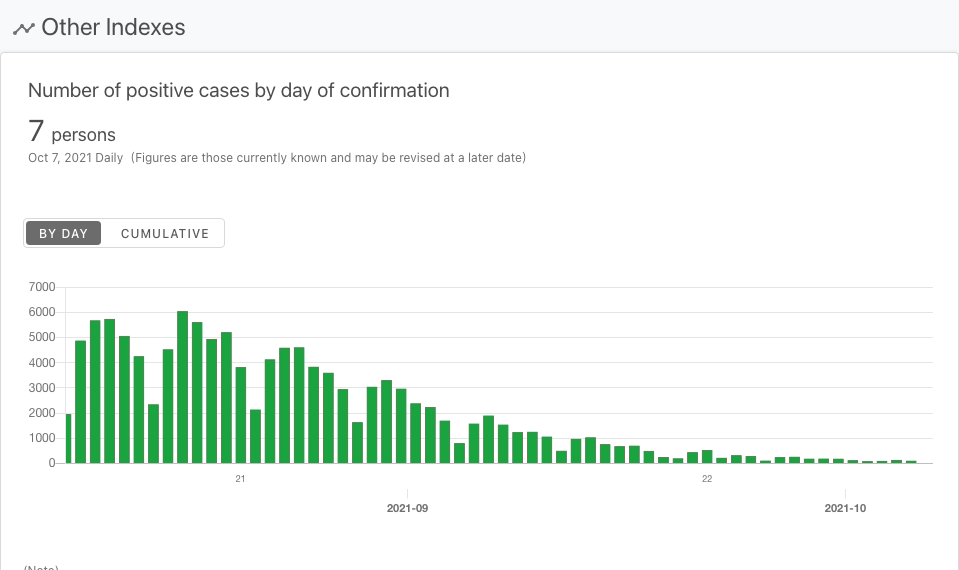 Other Indexes
Number of positive cases by day of confirmation
7 persons
Oct 7, 2021 Daily (Figures are those currently known and may be revised at a later date)
BY DAY CUMULATIVE
7000
6000
5000
4000
3000
2000
1000
0
21 22
2021-09 2021-10
(Note)